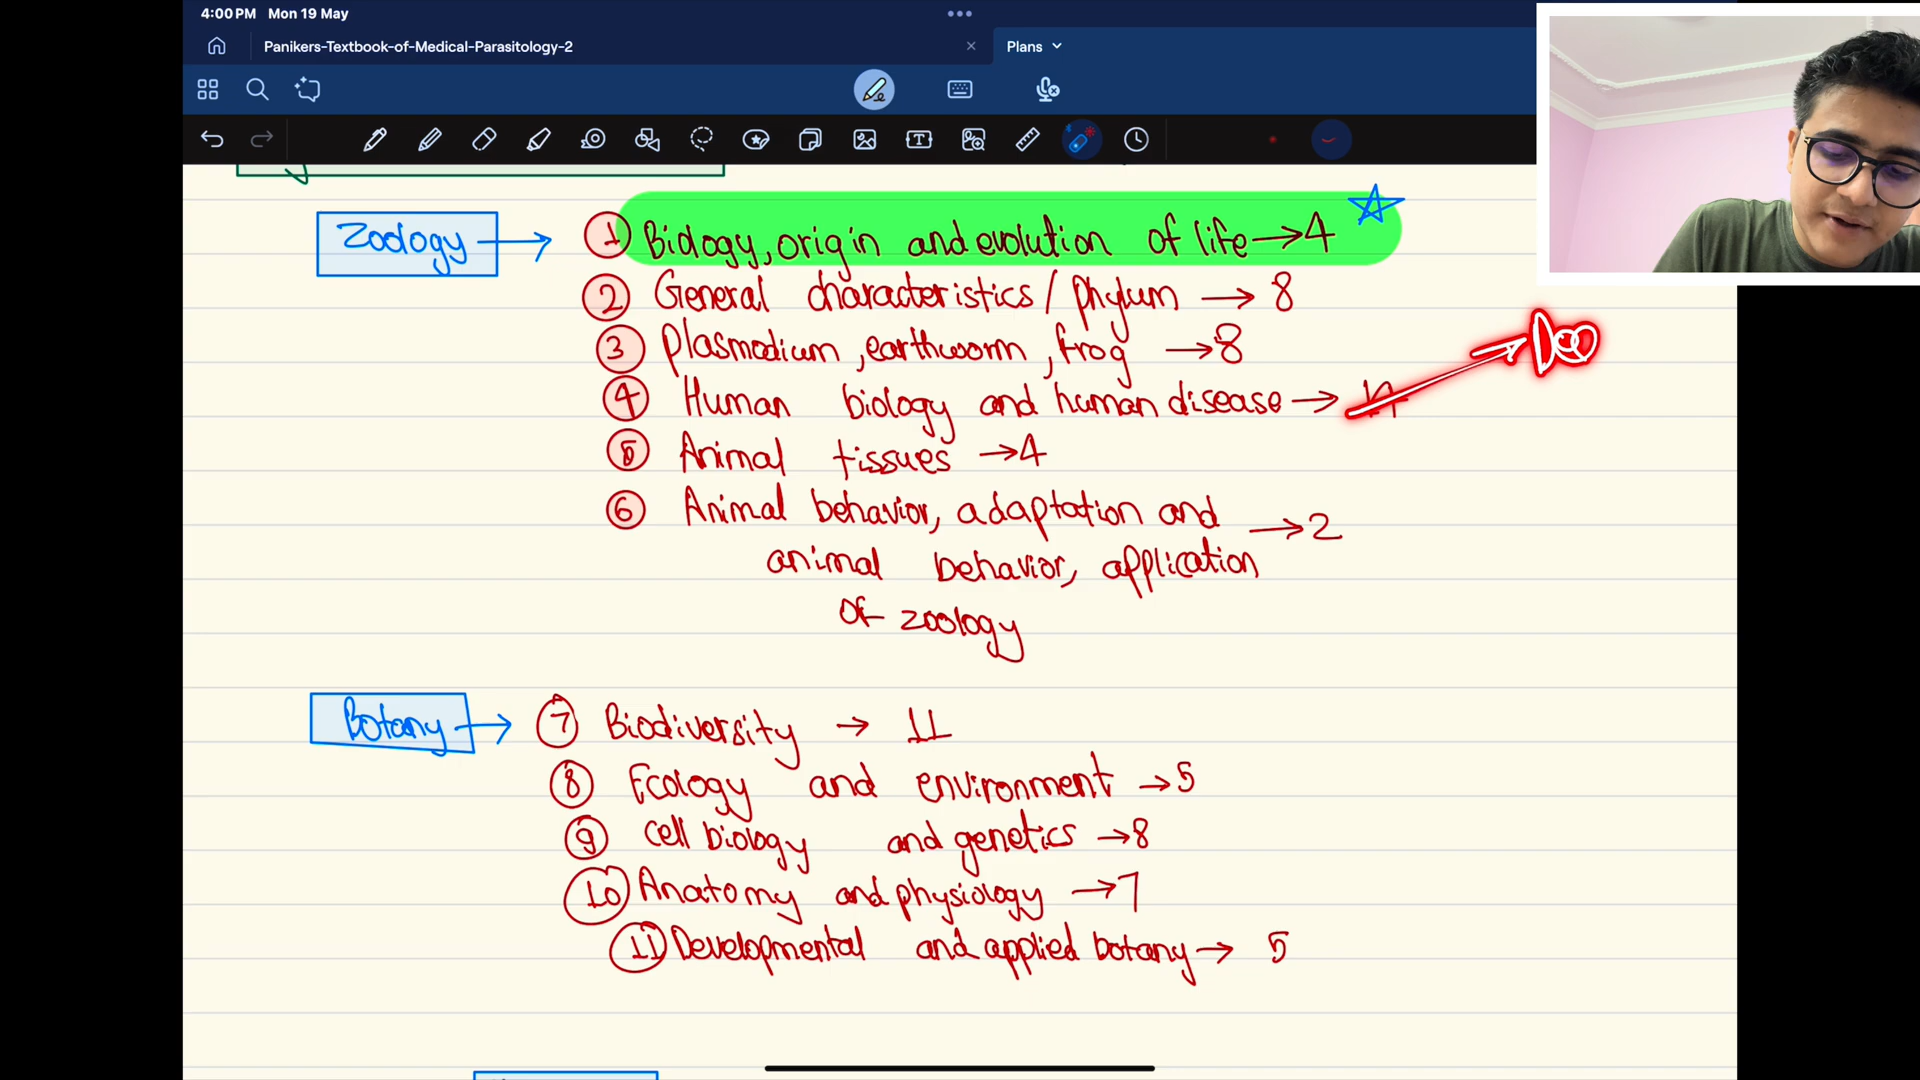 4:00 PM Mon 19 May
Panikers-Textbook-of-Medical-Parasitology-2
Plans
Zoology → ① Biology, origin and evolution of life → 4
② General characteristics / phylum → 8
③ Plasmodium, earthworm, frog → 8
④ Human biology and human disease → 14
⑤ Animal tissues → 4
⑥ Animal behavior, adaptation and
animal behavior, application → 2
of zoology
Botany → ⑦ Biodiversity → 11
⑧ Ecology and environment → 5
⑨ cell biology and genetics → 8
⑩ Anatomy and physiology → 7
⑪ Developmental and applied botany → 5